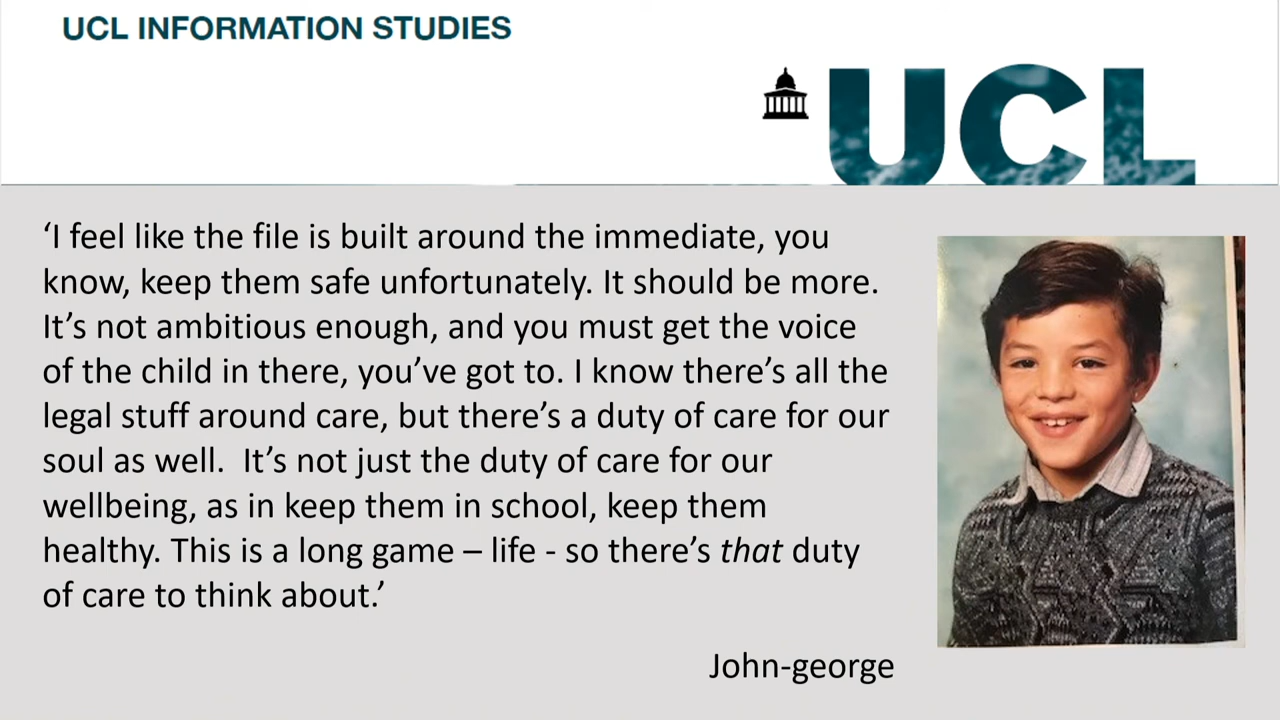 UCL INFORMATION STUDIES
UCL
‘I feel like the file is built around the immediate, you
know, keep them safe unfortunately. It should be more.
It’s not ambitious enough, and you must get the voice
of the child in there, you’ve got to. I know there’s all the
legal stuff around care, but there’s a duty of care for our
soul as well.  It’s not just the duty of care for our
wellbeing, as in keep them in school, keep them
healthy. This is a long game – life - so there’s that duty
of care to think about.’
John-george